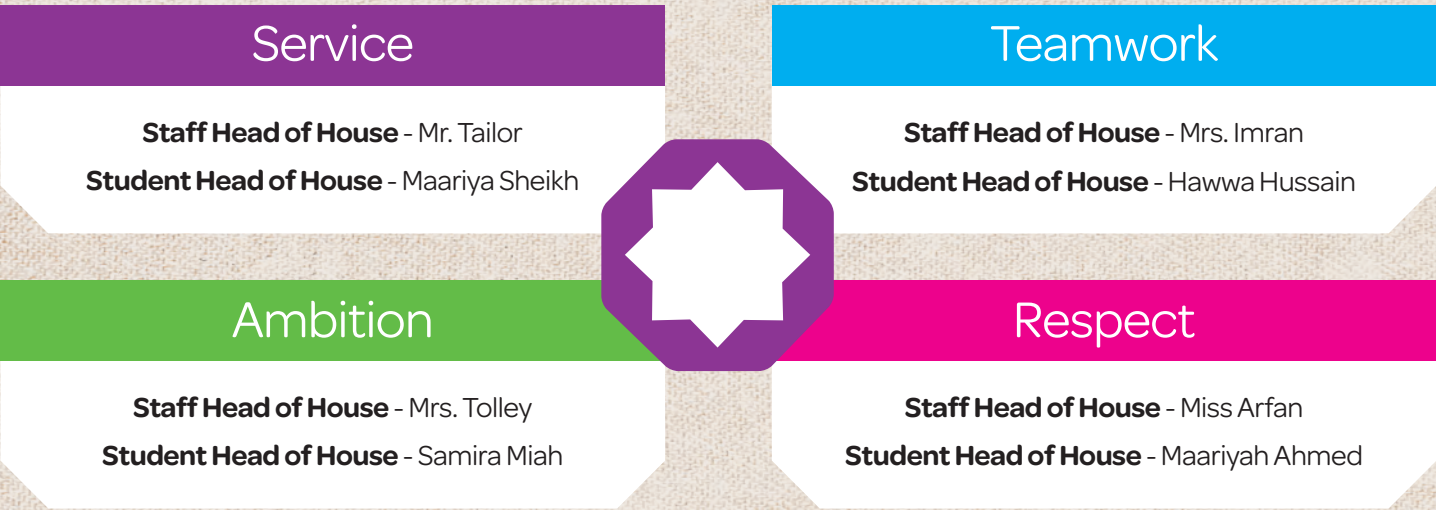 Service
Staff Head of House - Mr. Tailor
Student Head of House - Maariya Sheikh
Teamwork
Staff Head of House - Mrs. Imran
Student Head of House - Hawwa Hussain
Ambition
Staff Head of House - Mrs. Tolley
Student Head of House - Samira Miah
Respect
Staff Head of House - Miss Arfan
Student Head of House - Maariyah Ahmed